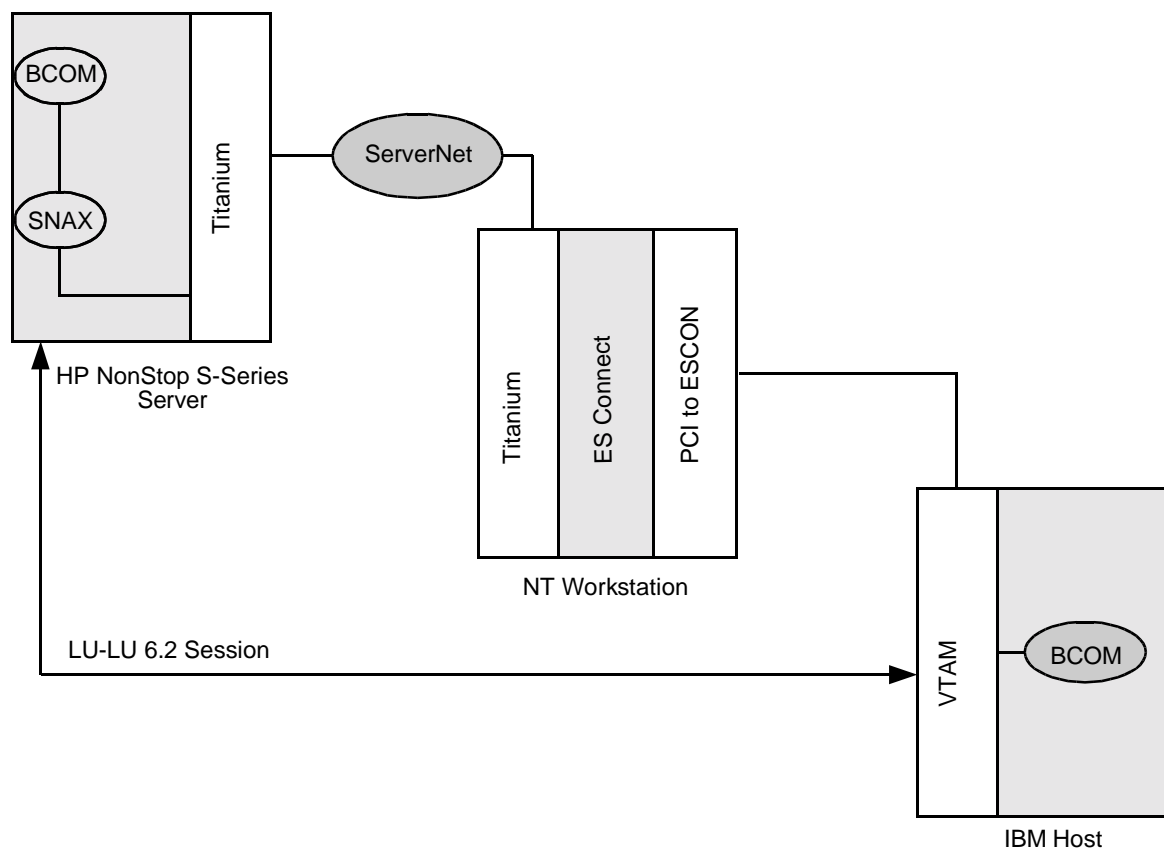 BCOM
SNAX
Titanium
ServerNet
HP NonStop S-Series
Server
Titanium
ES Connect
PCI to ESCON
NT Workstation
LU-LU 6.2 Session
VTAM
BCOM
IBM Host